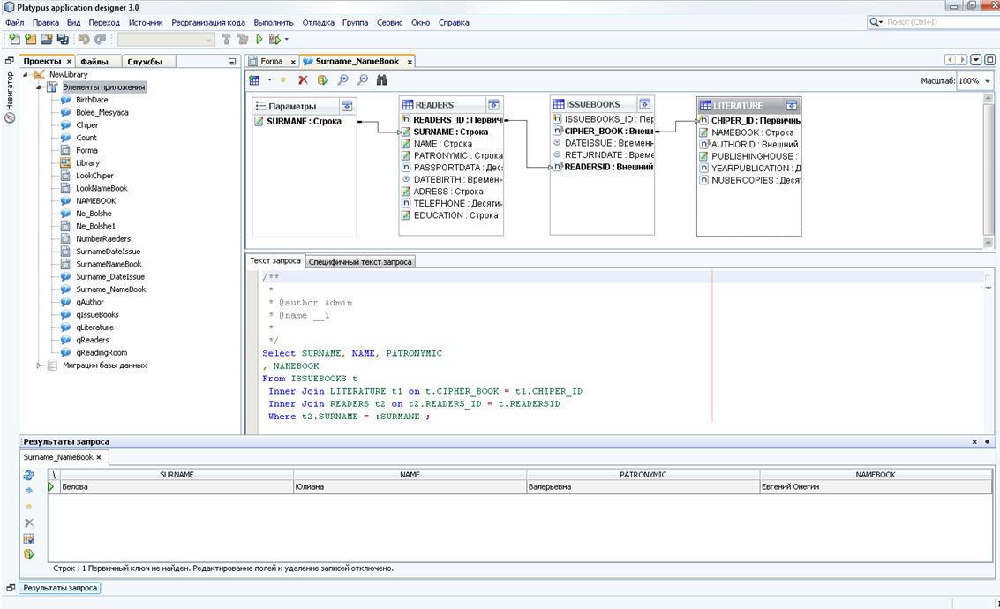 Platypus application designer 3.0
Файл Правка Вид Переход Источник Реорганизация кода Выполнить Отладка Группа Сервис Окно Справка
Поиск (Ctrl+I)
Проекты Файлы Службы
Навигатор
NewLibrary
Элементы приложения
BirthDate
Bolee_Mesyaca
Chiper
Count
Forma
Library
LookChiper
LookNameBook
NAMEBOOK
Ne_Bolshe
Ne_Bolshe1
NumberRaeders
SurnameDateIssue
SurnameNameBook
Surname_DateIssue
Surname_NameBook
qAuthor
qIssueBooks
qLiterature
qReaders
qReadingRoom
Миграции базы данных
Forma Surname_NameBook
Масштаб: 100%
Параметры
SURMANE : Строка
READERS
READERS_ID : Первич
SURNAME : Строка
NAME : Строка
PATRONYMIC : Строка
PASSPORTDATA : Дес
DATEBIRTH : Временн
ADRESS : Строка
TELEPHONE : Десятич
EDUCATION : Строка
ISSUEBOOKS
ISSUEBOOKS_ID : Пер
CIPHER_BOOK : Внеш
DATEISSUE : Временн
RETURNDATE : Време
READERSID : Внешний
LITERATURE
CHIPER_ID : Первичнь
NAMEBOOK : Строка
AUTHORID : Внешний
PUBLISHINGHOUSE :
YEARPUBLICATION : Д
NUBERCOPIES : Десят
Текст запроса Специфичный текст запроса
/**
*
* @author Admin
* @name __1
*
*/
Select SURNAME, NAME, PATRONYMIC
, NAMEBOOK
From ISSUEBOOKS t
Inner Join LITERATURE t1 on t.CIPHER_BOOK = t1.CHIPER_ID
Inner Join READERS t2 on t2.READERS_ID = t.READERSID
Where t2.SURNAME = :SURMANE ;
Результаты запроса
Surname_NameBook
\ SURNAME NAME PATRONYMIC NAMEBOOK
Белова Юлиана Валерьевна Евгений Онегин
Строк : 1 Первичный ключ не найден. Редактирование полей и удаление записей отключено.
Результаты запроса